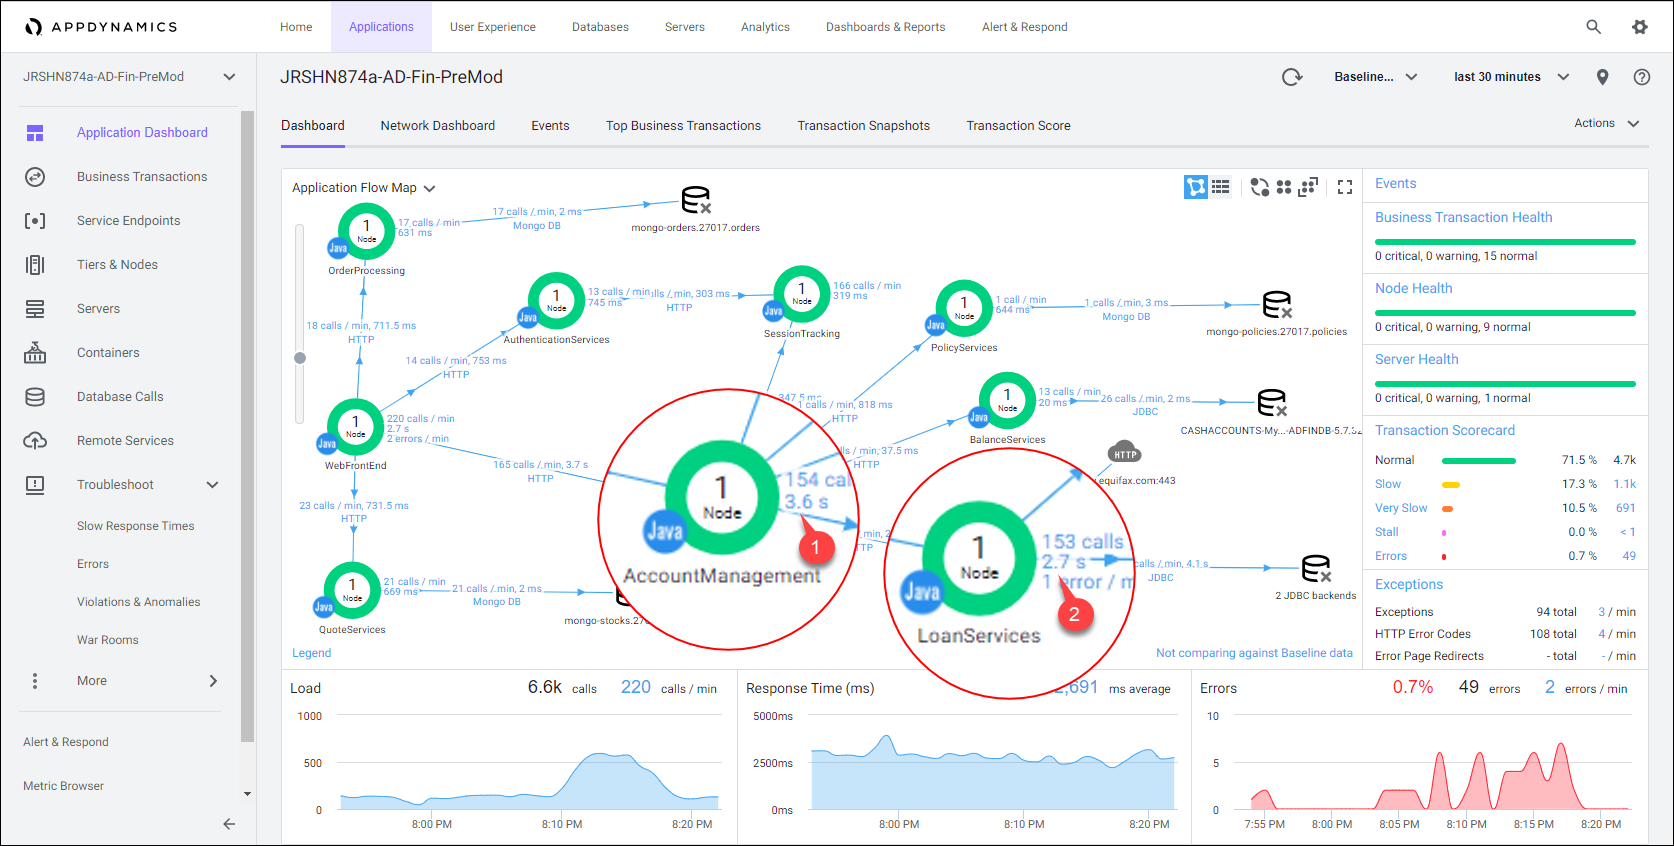 APPDYNAMICS
Home
Applications
User Experience
Databases
Servers
Analytics
Dashboards & Reports
Alert & Respond
JRSHN874a-AD-Fin-PreMod
Application Dashboard
Business Transactions
Service Endpoints
Tiers & Nodes
Servers
Containers
Database Calls
Remote Services
Troubleshoot
Slow Response Times
Errors
Violations & Anomalies
War Rooms
More
Alert & Respond
Metric Browser
JRSHN874a-AD-Fin-PreMod
Baseline...
last 30 minutes
Dashboard
Network Dashboard
Events
Top Business Transactions
Transaction Snapshots
Transaction Score
Actions
Application Flow Map
1
Node
Java
OrderProcessing
17 calls / min
631 ms
17 calls / min, 2 ms
Mongo DB
mongo-orders.27017.orders
18 calls / min, 711.5 ms
HTTP
1
Node
Java
AuthenticationServices
13 calls / min
745 ms
/ min, 303 ms
HTTP
14 calls / min, 753 ms
HTTP
1
Node
Java
SessionTracking
166 calls / min
319 ms
1
Node
Java
PolicyServices
1 call / min
644 ms
1 calls / min, 3 ms
Mongo DB
mongo-policies.27017.policies
347.5 m
1 calls / min, 818 ms
HTTP
1
Node
Java
BalanceServices
13 calls / min
20 ms
26 calls / min, 2 ms
JDBC
CASHACCOUNTS-My...-ADFINDB-5.7.32
lls / min, 37.5 ms
HTTP
1
Node
Java
WebFrontEnd
220 calls / min
2.7 s
2 errors / min
165 calls / min, 3.7 s
HTTP
23 calls / min, 731.5 ms
HTTP
1
Node
Java
AccountManagement
154 cal
3.6 s
1
HTTP
.equifax.com:443
min, 2
TP
1
Node
Java
LoanServices
153 calls
2.7 s
1 error / m
2
calls / min, 4.1 s
JDBC
2 JDBC backends
1
Node
Java
QuoteServices
21 calls / min
669 ms
21 calls / min, 2 ms
Mongo DB
mongo-stocks.270
Legend
Not comparing against Baseline data
Events
Business Transaction Health
0 critical, 0 warning, 15 normal
Node Health
0 critical, 0 warning, 9 normal
Server Health
0 critical, 0 warning, 1 normal
Transaction Scorecard
Normal 71.5 % 4.7k
Slow 17.3 % 1.1k
Very Slow 10.5 % 691
Stall 0.0 % < 1
Errors 0.7 % 49
Exceptions
Exceptions 94 total 3 / min
HTTP Error Codes 108 total 4 / min
Error Page Redirects - total - / min
Load 6.6k calls 220 calls / min
1000
500
0
8:00 PM 8:10 PM 8:20 PM
Response Time (ms) 2,691 ms average
5000ms
2500ms
0ms
8:00 PM 8:10 PM 8:20 PM
Errors 0.7% 49 errors 2 errors / min
10
5
0
7:55 PM 8:00 PM 8:05 PM 8:10 PM 8:15 PM 8:20 PM